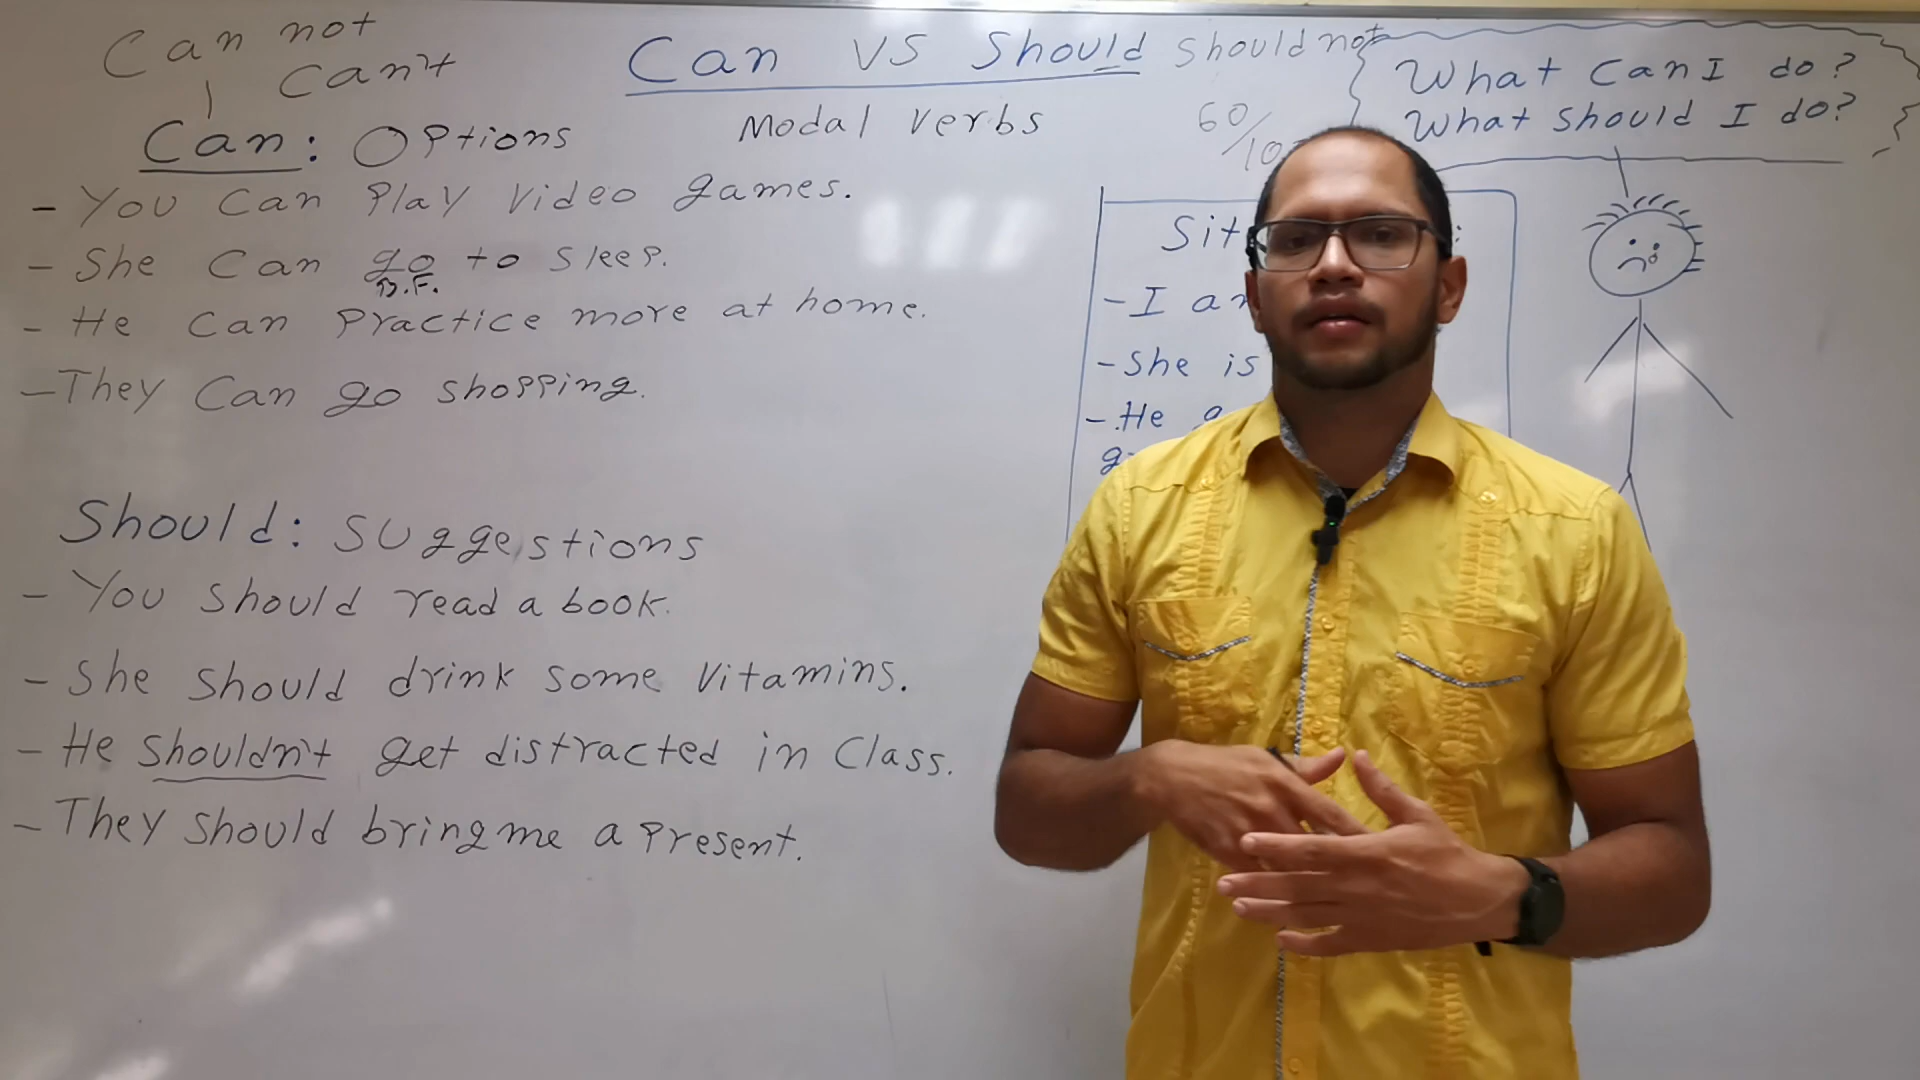 Can not
can't
Can VS Should should not
Modal verbs
Can: Options
- You can play video games.
- She can go to sleep.
B.F.
- He can practice more at home.
- They can go shopping.
Should: Suggestions
- You should read a book.
- She should drink some vitamins.
- He shouldn't get distracted in class.
- They should bring me a present.
What can I do?
What should I do?
60/
- I
- She is
- He